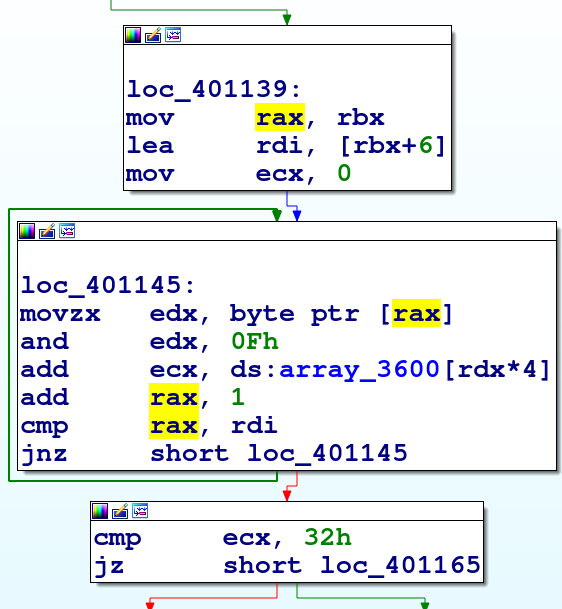 loc_401139:
mov rax, rbx
lea rdi, [rbx+6]
mov ecx, 0
loc_401145:
movzx edx, byte ptr [rax]
and edx, 0Fh
add ecx, ds:array_3600[rdx*4]
add rax, 1
cmp rax, rdi
jnz short loc_401145
cmp ecx, 32h
jz short loc_401165